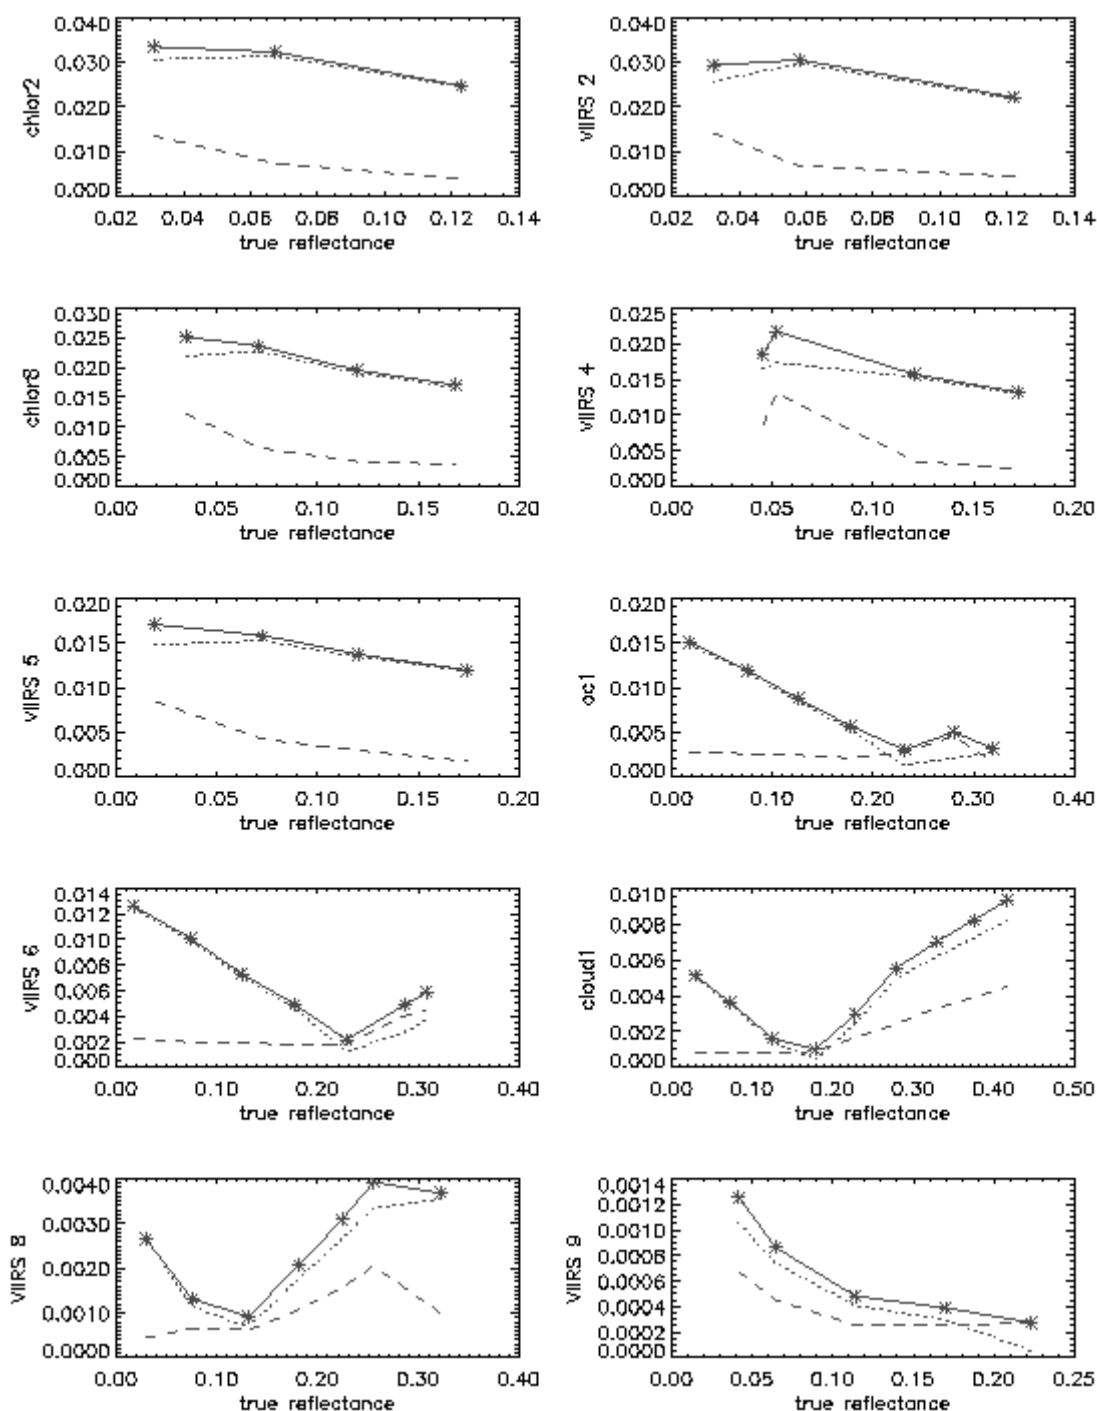 0.040 0.030 0.020 0.010 0.000
chlor2
0.02 0.04 0.06 0.08 0.10 0.12 0.14
true reflectance
0.040 0.030 0.020 0.010 0.000
VIIRS 2
0.02 0.04 0.06 0.08 0.10 0.12 0.14
true reflectance
0.030 0.025 0.020 0.015 0.010 0.005 0.000
chlor8
0.00 0.05 0.10 0.15 0.20
true reflectance
0.025 0.020 0.015 0.010 0.005 0.000
VIIRS 4
0.00 0.05 0.10 0.15 0.20
true reflectance
0.020 0.015 0.010 0.005 0.000
VIIRS 5
0.00 0.05 0.10 0.15 0.20
true reflectance
0.020 0.015 0.010 0.005 0.000
ac1
0.00 0.10 0.20 0.30 0.40
true reflectance
0.014 0.012 0.010 0.008 0.006 0.004 0.002 0.000
VIIRS 6
0.00 0.10 0.20 0.30 0.40
true reflectance
0.010 0.008 0.006 0.004 0.002 0.000
cloud1
0.00 0.10 0.20 0.30 0.40 0.50
true reflectance
0.0040 0.0030 0.0020 0.0010 0.0000
VIIRS 8
0.00 0.10 0.20 0.30 0.40
true reflectance
0.0014 0.0012 0.0010 0.0008 0.0006 0.0004 0.0002 0.0000
VIIRS 9
0.00 0.05 0.10 0.15 0.20 0.25
true reflectance